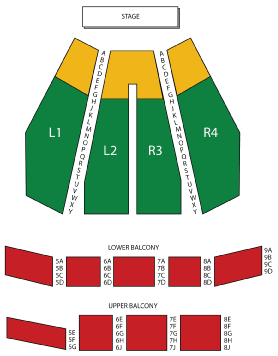 STAGE
A A
B B
C C
D D
E E
F F
G G
H H
I I
J J
K K
L L
M M
N N
O O
P P
Q Q
R R
S S
T T
U U
V V
W W
X X
Y Y
L1 L2 R3 R4
LOWER BALCONY
5A 6A 7A 8A 9A
5B 6B 7B 8B 9B
5C 6C 7C 8C 9C
5D 6D 7D 8D 9D
UPPER BALCONY
5E 6E 7E 8E
5F 6F 7F 8F
5G 6G 7G 8G
6H 7H 8H
6J 7J 8J